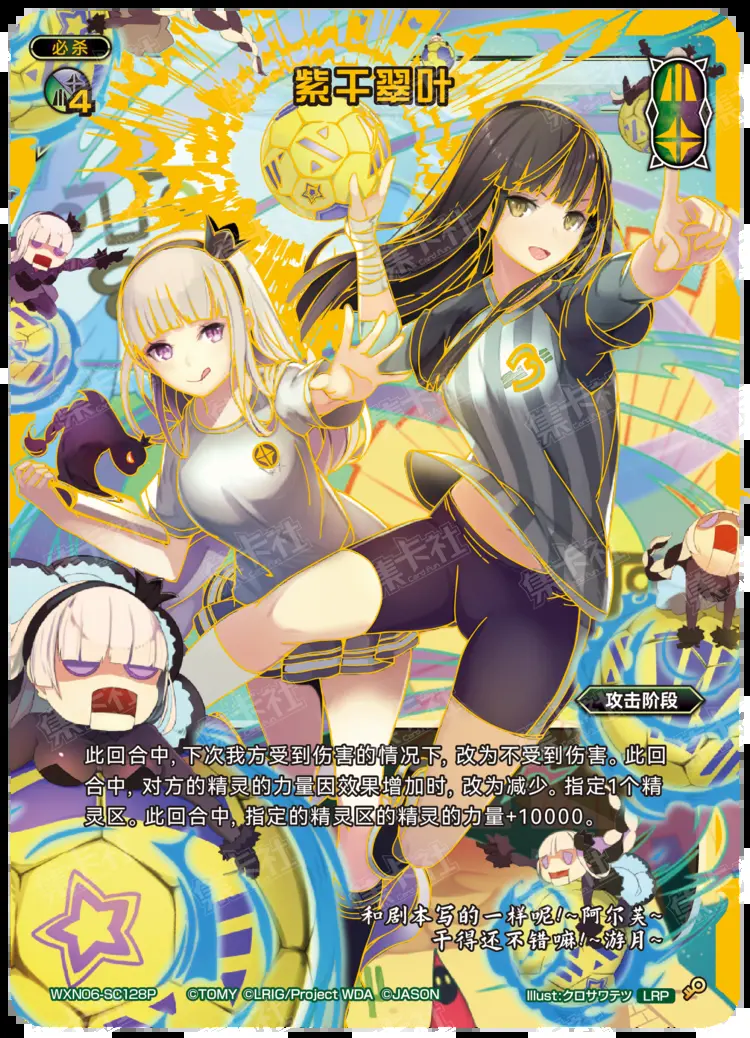 必杀
4
紫干翠叶
3
攻击阶段
此回合中，下次我方受到伤害的情况下，改为不受到伤害。此回
合中，对方的精灵的力量因效果增加时，改为减少。指定1个精
灵区。此回合中，指定的精灵区的精灵的力量+10000。
和剧本写的一样呢!~阿尔芙~
干得还不错嘛!~游月~
WXN06-SC128P ©TOMY ©LRIG/Project WDA ©JASON Illust:クロサワテツ LRP
集卡社
Card Fun